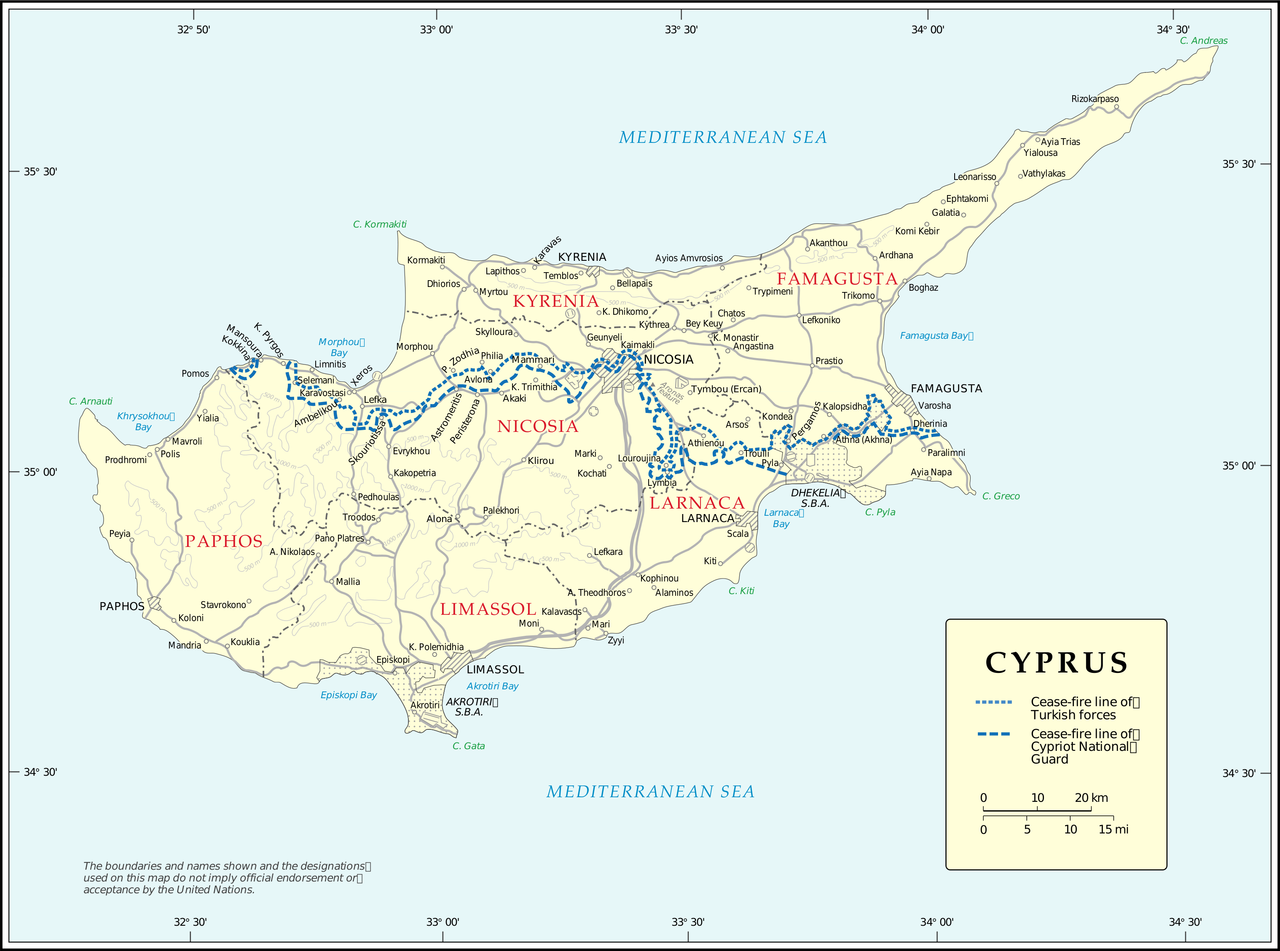 32° 50'
33° 00'
33° 30'
34° 00'
34° 30'
C. Andreas
Rizokarpaso
MEDITERRANEAN SEA
Ayia Trias
Yialousa
35° 30'
35° 30'
Leonarisso
Vathylakas
Ephtakomi
Galatia
C. Kormakiti
Komi Kebir
Karavas
Akanthou
Kormakiti
KYRENIA
Ayios Amvrosios
Ardhana
Lapithos
Temblos
FAMAGUSTA
Dhiorios
Bellapais
Boghaz
Myrtou
Trypimeni
Trikomo
KYRENIA
K. Dhikomo
Chatos
Lefkoniko
Kythrea
Bey Keuy
K. Pyrgos
Mansoura
Kokkina
Skylloura
Geunyeli
K. Monastir
Famagusta Bay
Morphou
Bay
Morphou
Kaimakli
Angastina
P. Zodhia
Philia
Mammari
NICOSIA
Prastio
Limnitis
Pomos
Xeros
Selemani
Avlona
K. Trimithia
Tymbou (Ercan)
FAMAGUSTA
Karavostasi
Lefka
Akaki
C. Arnauti
Ambelikou
Astromeritis
Peristerona
Kalopsidha
Varosha
Khrysokhou
Bay
Yialia
Kondea
Pergamos
Dherinia
Skouriotissa
NICOSIA
Arsos
Mavroli
Athienou
Athna (Akhna)
Prodhromi
Polis
Evrykhou
Marki
Louroujina
Troulli
Paralimni
Klirou
Pyla
35° 00'
35° 00'
Kakopetria
Kochati
Ayia Napa
Lymbia
Pedhoulas
DHEKELIA
S.B.A.
C. Greco
LARNACA
Palekhori
Larnaca
Bay
C. Pyla
Troodos
Alona
LARNACA
Peyia
Scala
Pano Platres
PAPHOS
A. Nikolaos
Lefkara
Kiti
Mallia
Kophinou
C. Kiti
Stavrokono
A. Theodhoros
Alaminos
PAPHOS
LIMASSOL
Kalavasos
Koloni
Moni
Mari
Mandria
Kouklia
Zyyi
K. Polemidhia
Episkopi
LIMASSOL
Akrotiri Bay
Episkopi Bay
AKROTIRI
S.B.A.
Akrotiri
C. Gata
CYPRUS
Cease-fire line of
Turkish forces
Cease-fire line of
Cypriot National
Guard
34° 30'
34° 30'
MEDITERRANEAN SEA
0 10 20 km
0 5 10 15 mi
The boundaries and names shown and the designations
used on this map do not imply official endorsement or
acceptance by the United Nations.
32° 30'
33° 00'
33° 30'
34° 00'
34° 30'